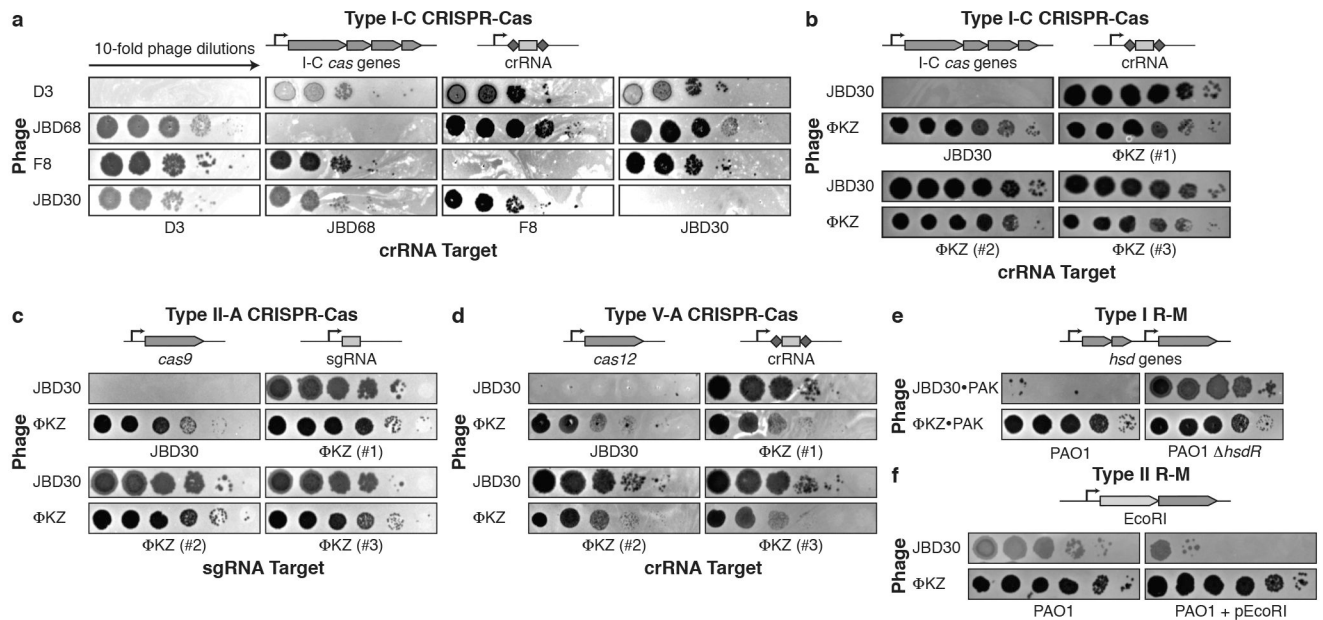 a
Type I-C CRISPR-Cas
10-fold phage dilutions
I-C cas genes
crRNA
Phage
D3
JBD68
F8
JBD30
D3
JBD68
F8
JBD30
crRNA Target
b
Type I-C CRISPR-Cas
I-C cas genes
crRNA
Phage
JBD30
ΦKZ
JBD30
ΦKZ (#1)
JBD30
ΦKZ
ΦKZ (#2)
ΦKZ (#3)
crRNA Target
c
Type II-A CRISPR-Cas
cas9
sgRNA
Phage
JBD30
ΦKZ
JBD30
ΦKZ (#1)
JBD30
ΦKZ
ΦKZ (#2)
ΦKZ (#3)
sgRNA Target
d
Type V-A CRISPR-Cas
cas12
crRNA
Phage
JBD30
ΦKZ
JBD30
ΦKZ (#1)
JBD30
ΦKZ
ΦKZ (#2)
ΦKZ (#3)
crRNA Target
e
Type I R-M
hsd genes
Phage
JBD30•PAK
ΦKZ•PAK
PAO1
PAO1 ΔhsdR
f
Type II R-M
EcoRI
Phage
JBD30
ΦKZ
PAO1
PAO1 + pEcoRI